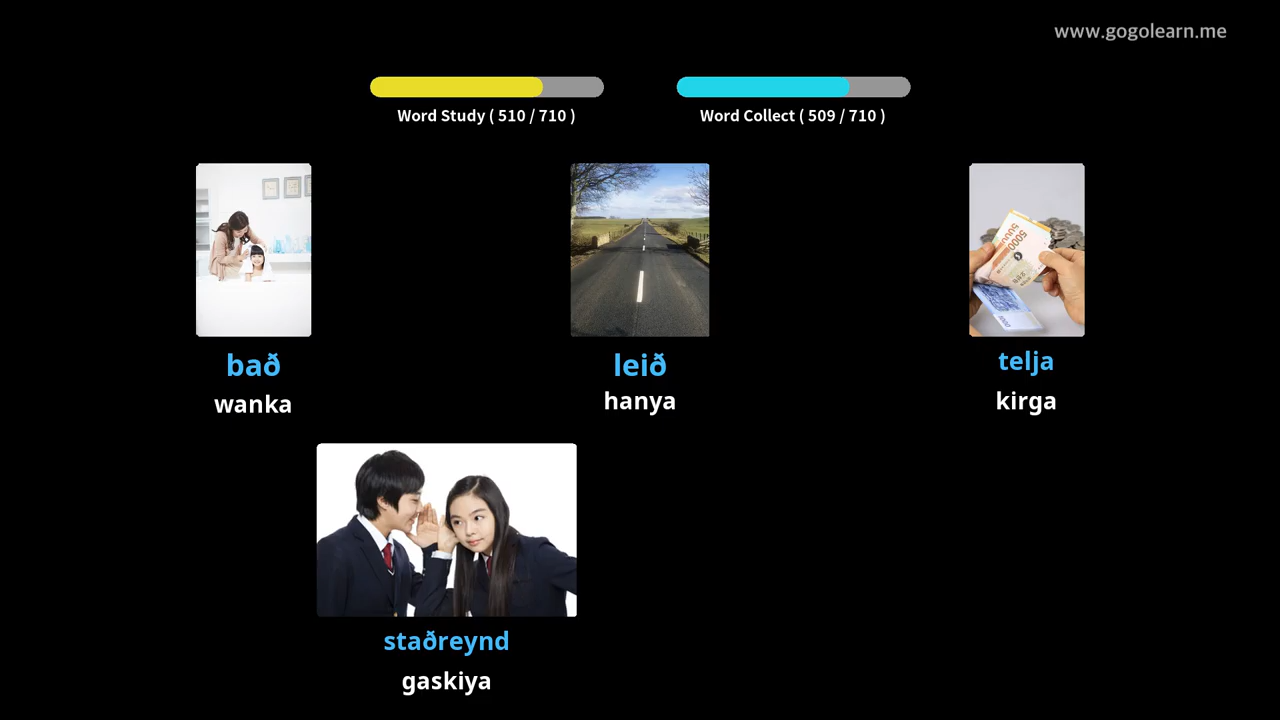 www.gogolearn.me
Word Study ( 510 / 710 )
Word Collect ( 509 / 710 )
bað
wanka
leið
hanya
telja
kirga
staðreynd
gaskiya